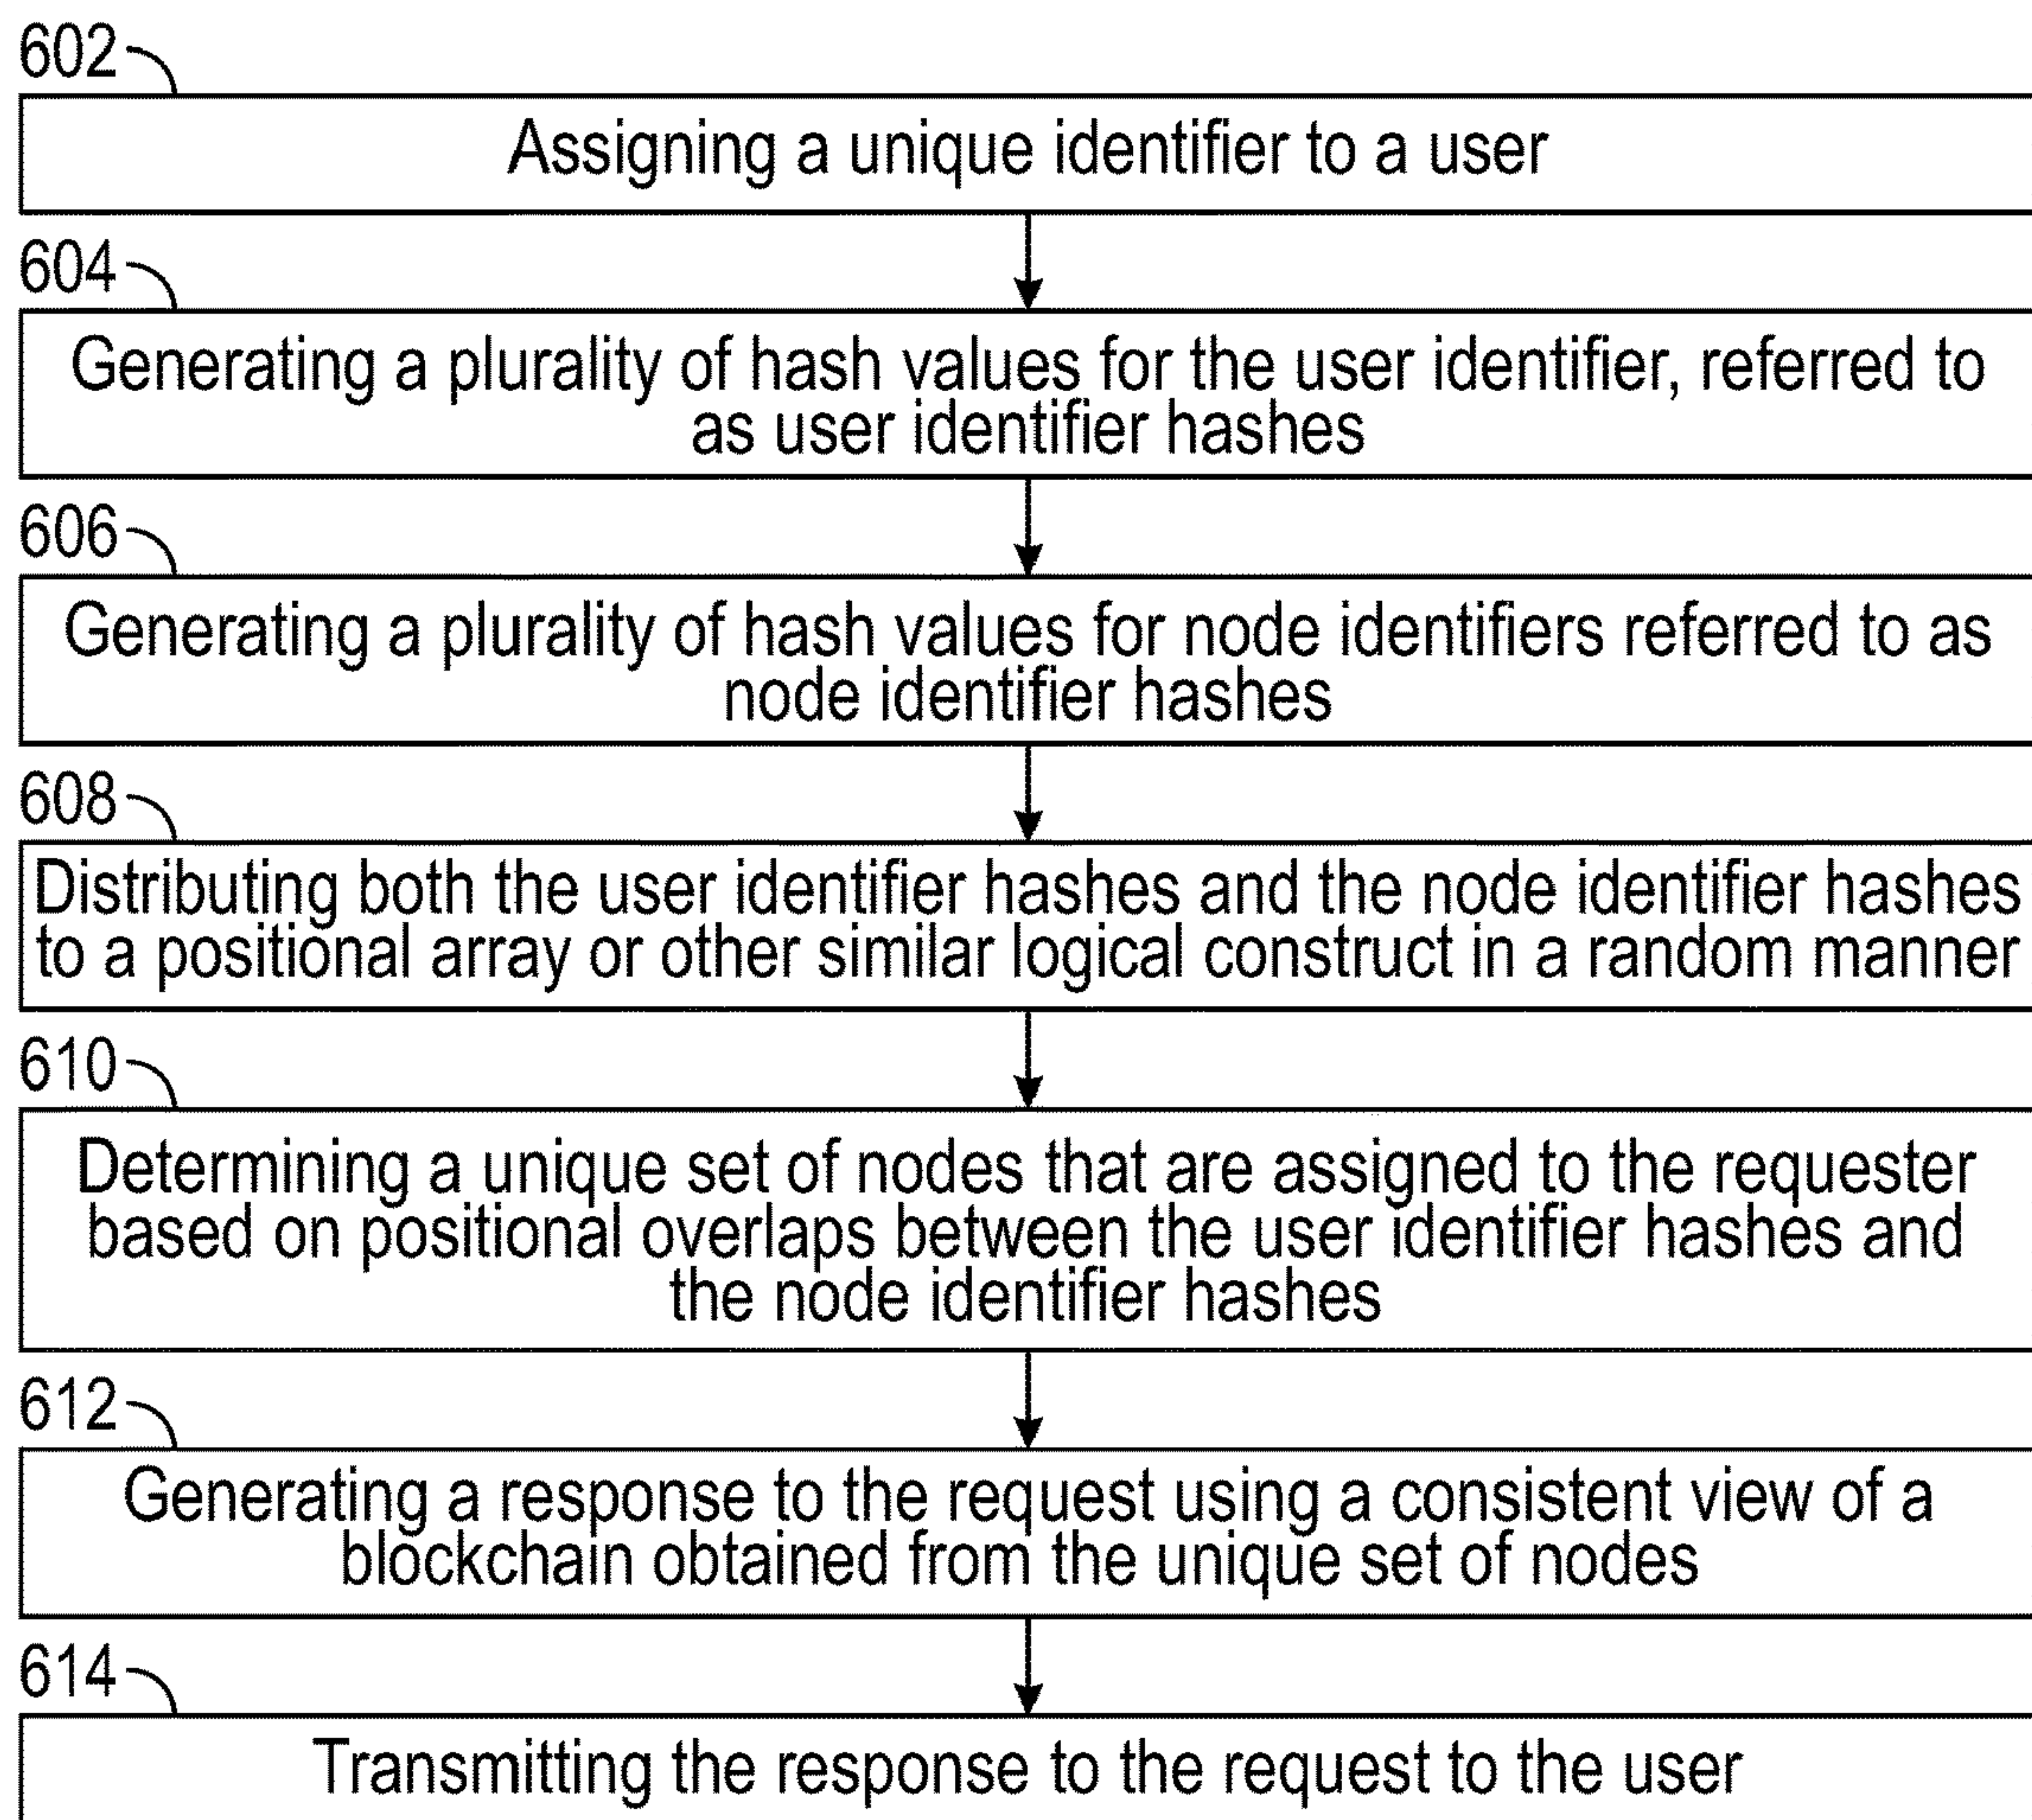 602
Assigning a unique identifier to a user
604
Generating a plurality of hash values for the user identifier, referred to
as user identifier hashes
606
Generating a plurality of hash values for node identifiers referred to as
node identifier hashes
608
Distributing both the user identifier hashes and the node identifier hashes
to a positional array or other similar logical construct in a random manner
610
Determining a unique set of nodes that are assigned to the requester
based on positional overlaps between the user identifier hashes and
the node identifier hashes
612
Generating a response to the request using a consistent view of a
blockchain obtained from the unique set of nodes
614
Transmitting the response to the request to the user